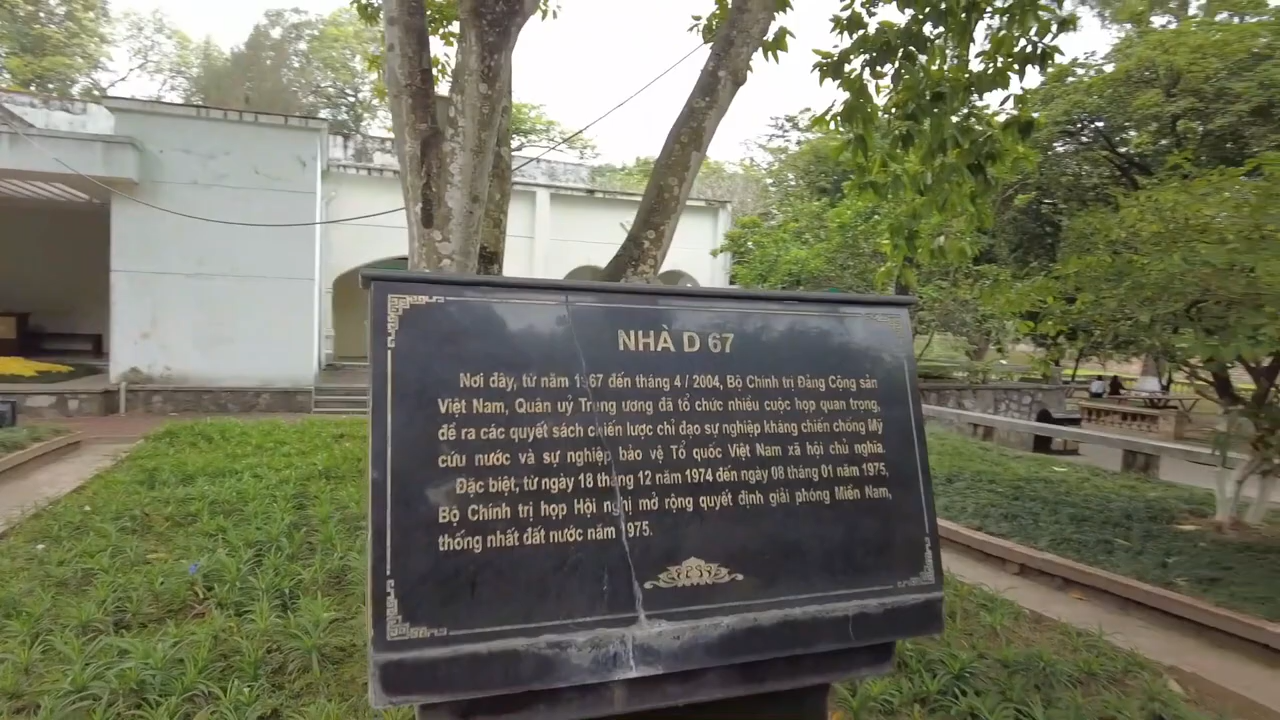 NHÀ D 67
Nơi đây, từ năm 1967 đến tháng 4 / 2004, Bộ Chính trị Đảng Cộng sản
Việt Nam, Quân uỷ Trung ương đã tổ chức nhiều cuộc họp quan trọng,
để ra các quyết sách chiến lược chỉ đạo sự nghiệp kháng chiến chống Mỹ
cứu nước và sự nghiệp bảo vệ Tổ quốc Việt Nam xã hội chủ nghĩa.
Đặc biệt, từ ngày 18 tháng 12 năm 1974 đến ngày 08 tháng 01 năm 1975,
Bộ Chính trị họp Hội nghị mở rộng quyết định giải phóng Miền Nam,
thống nhất đất nước năm 1975.